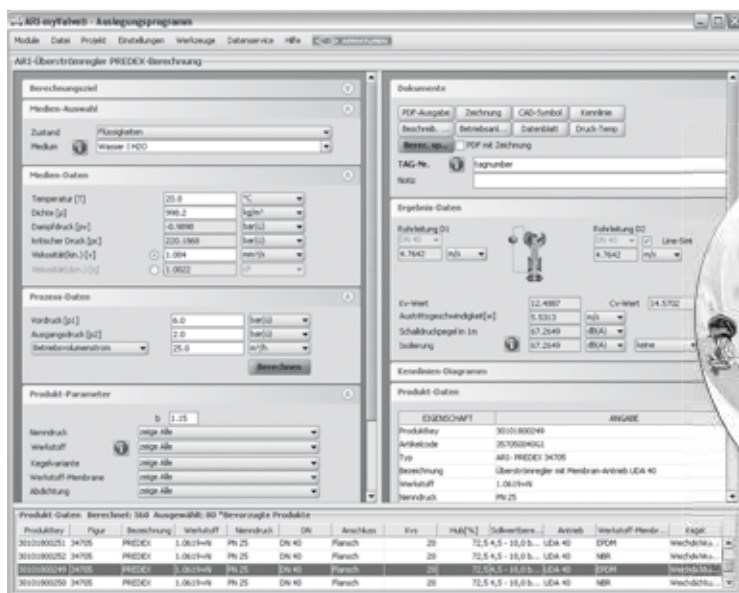 ARI-myValve® - Auslegungsprogramm
Module Datei Projekt Einstellungen Werkzeuge Datenservice Hilfe
ARI-Überströmregler PREDEX-Berechnung
Berechnungsziel
Medien-Auswahl
Zustand Flüssigkeiten
Medium Wasser | H2O
Medien-Daten
Temperatur [T] 20.0 °C
Dichte [ρ] 998.2 kg/m³
Dampfdruck [pv] -0.9898 bar(ü)
kritischer Druck [pc] 220.1868 bar(ü)
Viskosität(kin.) [ν] 1.004 mm²/s
Viskosität(dyn.) 1.0022 cP
Prozess-Daten
Vordruck [p1] 6.0 bar(ü)
Ausgangsdruck [p2] 2.0 bar(ü)
Betriebsvolumenstrom 25.0 m³/h
Berechnen
Produkt-Parameter
b 1.15
Nenndruck zeige Alle
Werkstoff zeige Alle
Kegelvariante zeige Alle
Werkstoff-Membrane zeige Alle
Abdichtung zeige Alle
Dokumente
PDF-Ausgabe Zeichnung CAD-Symbol Kennlinie
Beschreib. ... Betriebsanl... Datenblatt Druck-Temp
Berec. sp... PDF mit Zeichnung
TAG-Nr. tagnumber
Notiz
Ergebnis-Daten
Rohrleitung D1 Rohrleitung D2
DN 40 DN 40 Line-Size
4.7642 m/s 4.7642 m/s
Kv-Wert 12.4887 Cv-Wert 14.5702
Austrittsgeschwindigkeit[w] 5.5313 m/s
Schalldruckpegel in 1m 67.2649 dB(A)
Isolierung 67.2649 dB(A) keine
Kennlinien-Diagramm
Produkt-Daten
EIGENSCHAFT ANGABE
Produktkey 30101800249
Artikelcode
Typ ARI- PREDEX 34705
Bezeichnung Überströmregler mit Membran-Antrieb UDA 40
Werkstoff 1.0619+N
Nenndruck PN 25
Produkt-Daten Berechnet: 360 Ausgewählt: 80 *Bevorzugte Produkte
Produktkey Figur Bezeichnung Werkstoff Nenndruck DN Anschluss Kvs Hub[%] Sollwertbere... Antrieb Werkstoff-Membr... Kegel
30101800251 34705 PREDEX 1.0619+N PN 25 DN 40 Flansch 20 72,5 4,5 - 10,0 b... UDA 40 EPDM Weichdichtu...
30101800252 34705 PREDEX 1.0619+N PN 25 DN 40 Flansch 20 72,5 4,5 - 10,0 b... UDA 40 NBR Weichdichtu...
30101800249 34705 PREDEX 1.0619+N PN 25 DN 40 Flansch 20 72,5 4,5 - 10,0 b... UDA 40 EPDM Weichdichtu...
30101800250 34705 PREDEX 1.0619+N PN 25 DN 40 Flansch 20 72,5 4,5 - 10,0 b... UDA 40 NBR Weichdichtu...